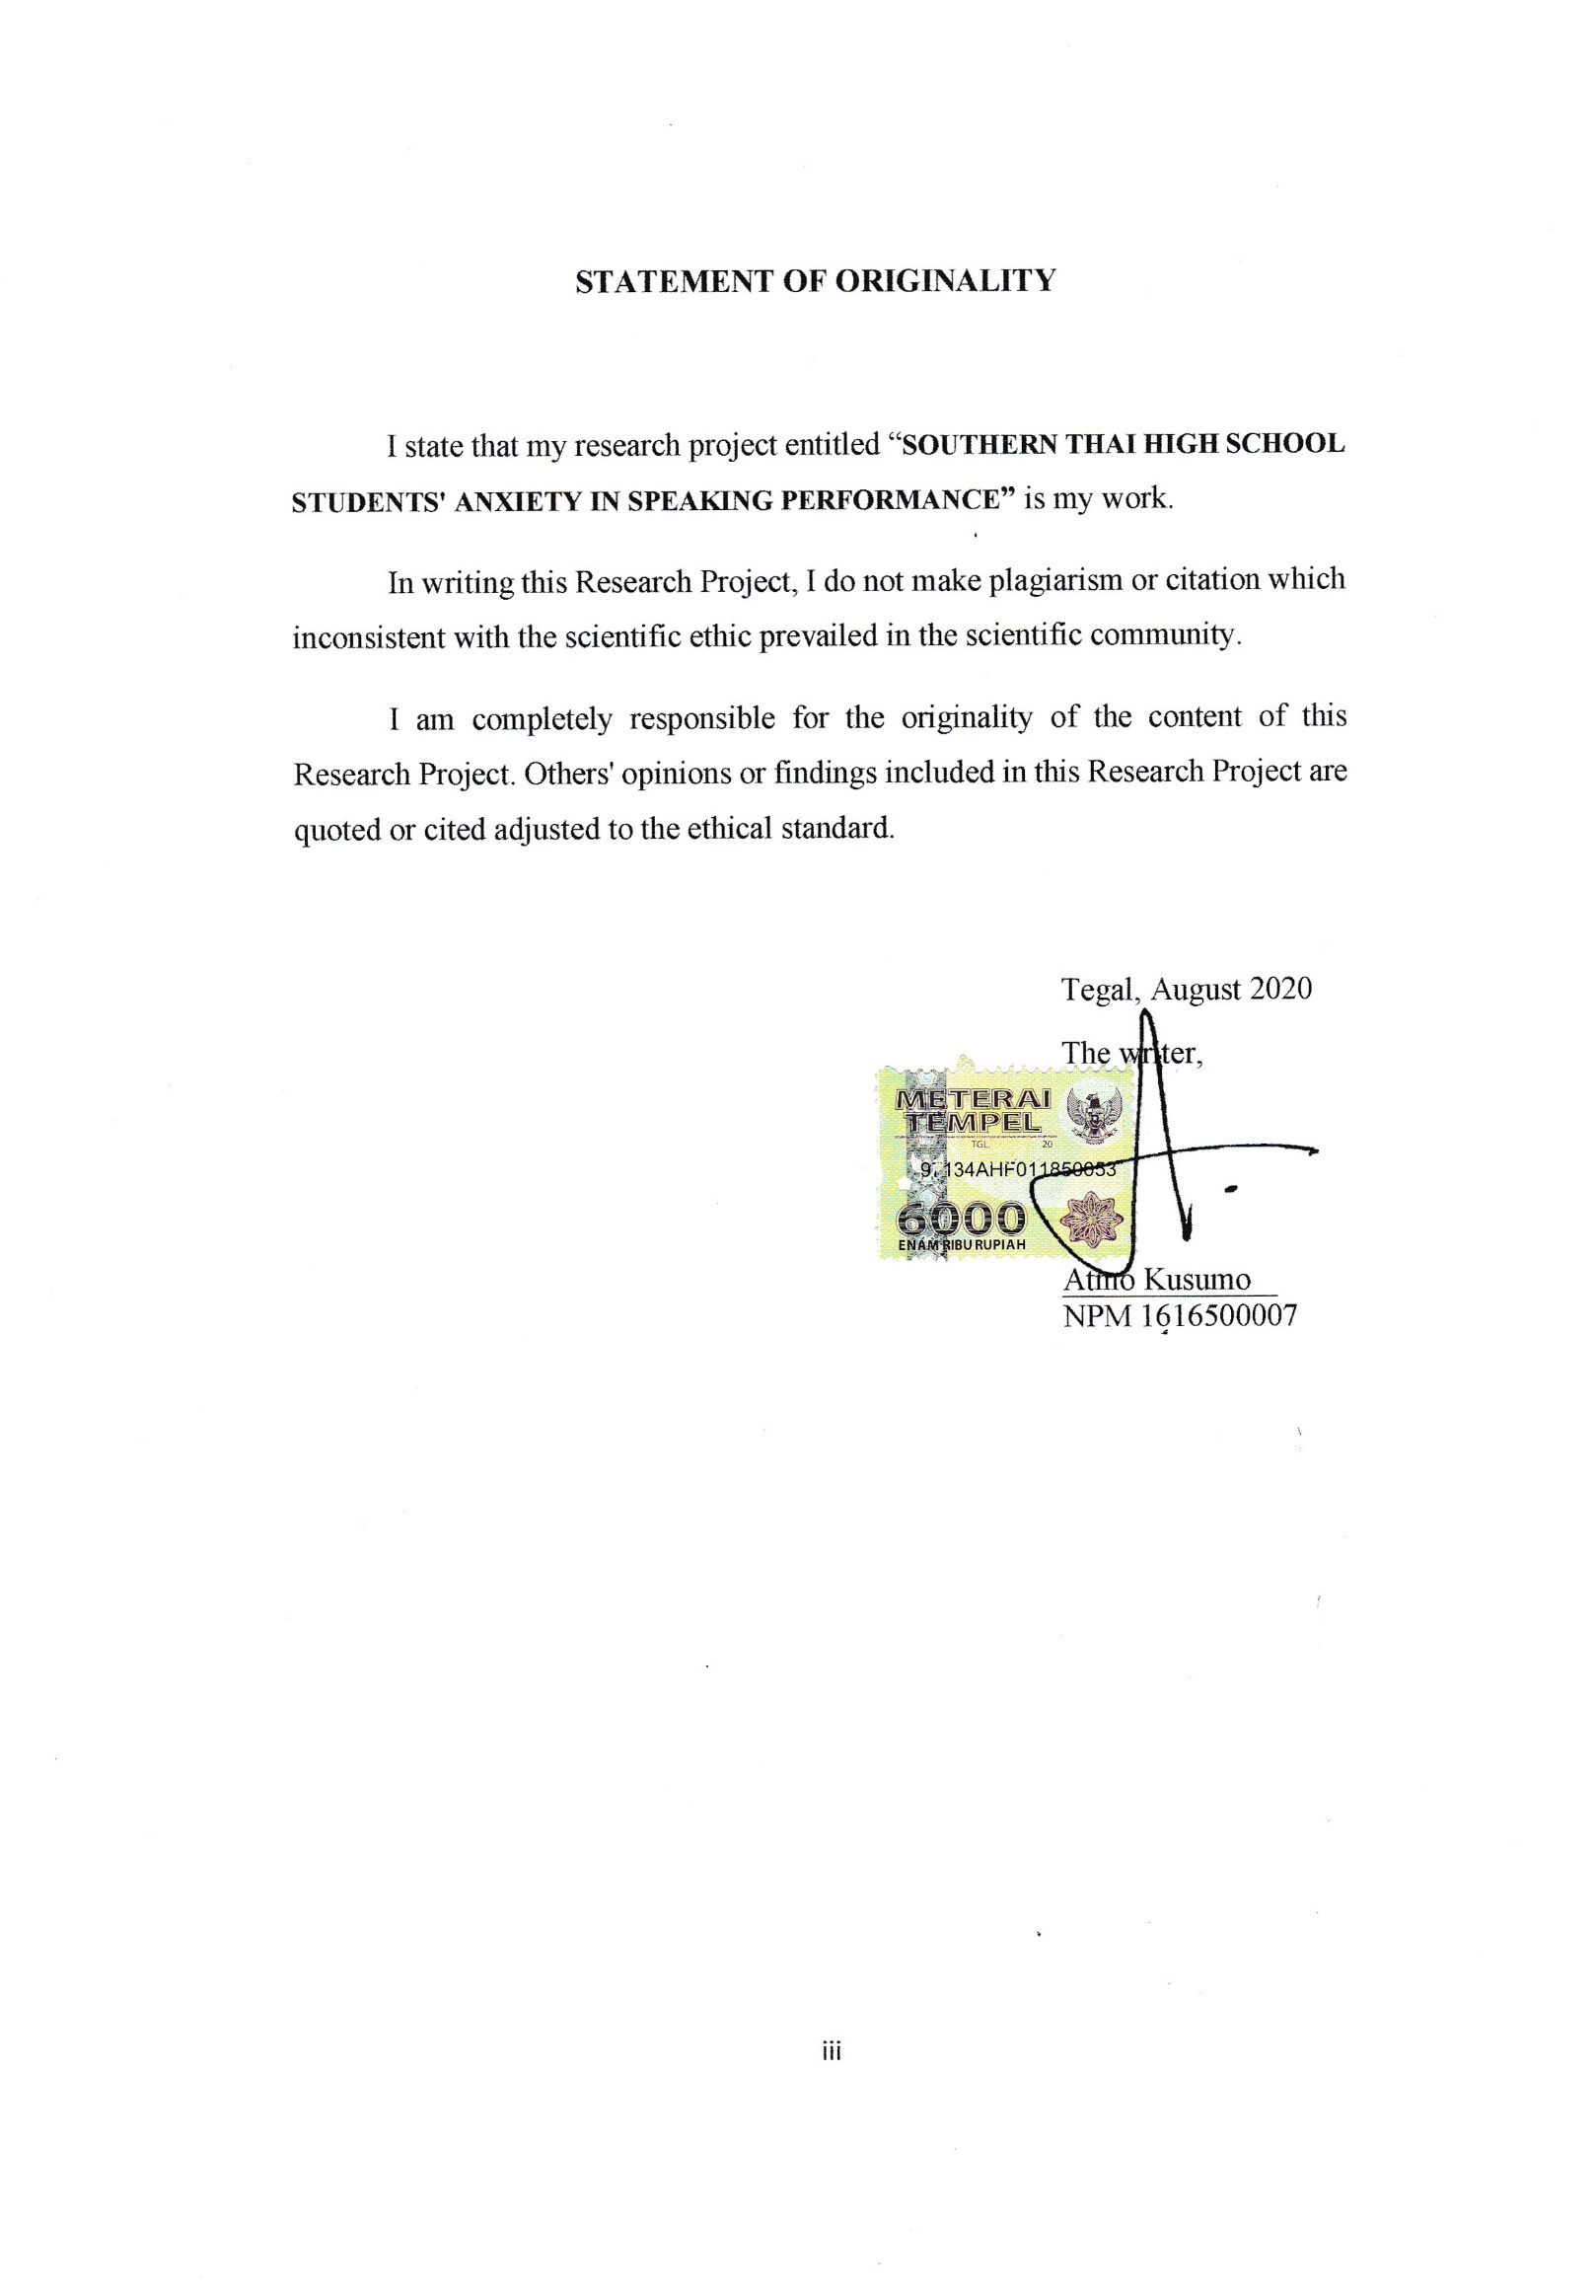 STATEMENT OF ORIGINALITY
I state that my research project entitled “SOUTHERN THAI HIGH SCHOOL
STUDENTS' ANXIETY IN SPEAKING PERFORMANCE” is my work.
In writing this Research Project, I do not make plagiarism or citation which
inconsistent with the scientific ethic prevailed in the scientific community.
I am completely responsible for the originality of the content of this
Research Project. Others' opinions or findings included in this Research Project are
quoted or cited adjusted to the ethical standard.
Tegal, August 2020
The writer,
METERAI
TEMPEL
TGL. 20
6000
ENAM RIBU RUPIAH
Atmo Kusumo
NPM 1616500007
iii